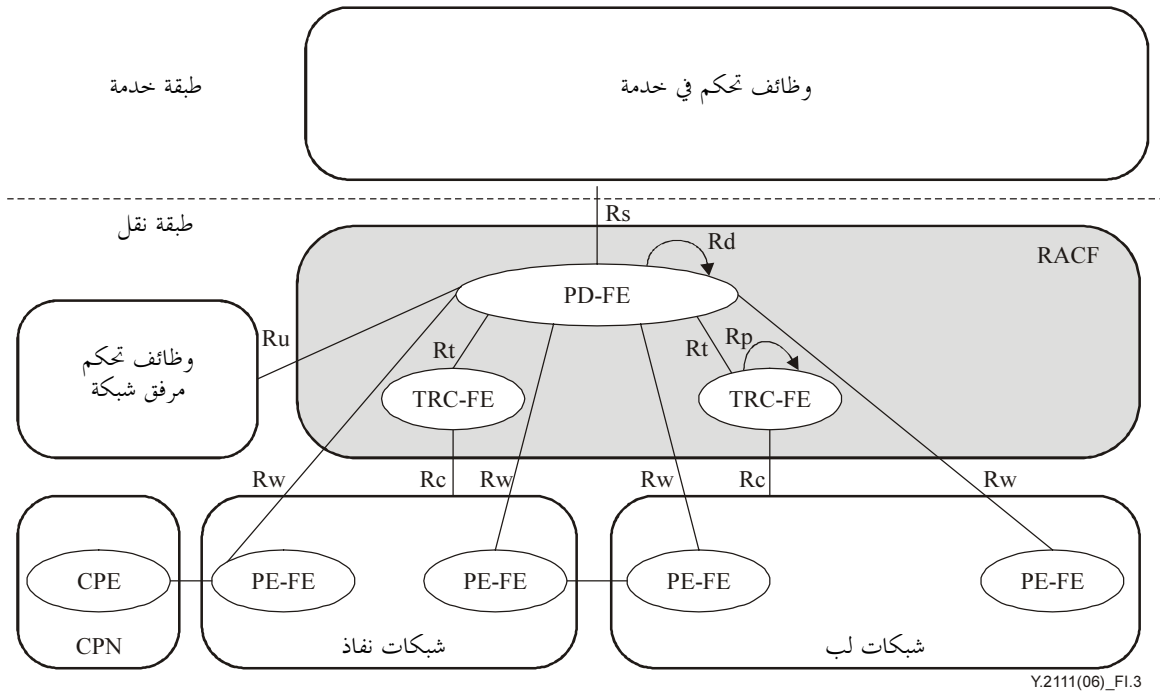 طبقة خدمة
وظائف تحكم في خدمة
طبقة نقل
Rs
Rd
RACF
PD-FE
Ru
وظائف تحكم
مرفق شبكة
Rt
Rt
Rp
TRC-FE
TRC-FE
Rw
Rc
Rw
Rw
Rc
Rw
CPE
PE-FE
PE-FE
PE-FE
PE-FE
CPN
شبكات نفاذ
شبكات لب
Y.2111(06)_FI.3